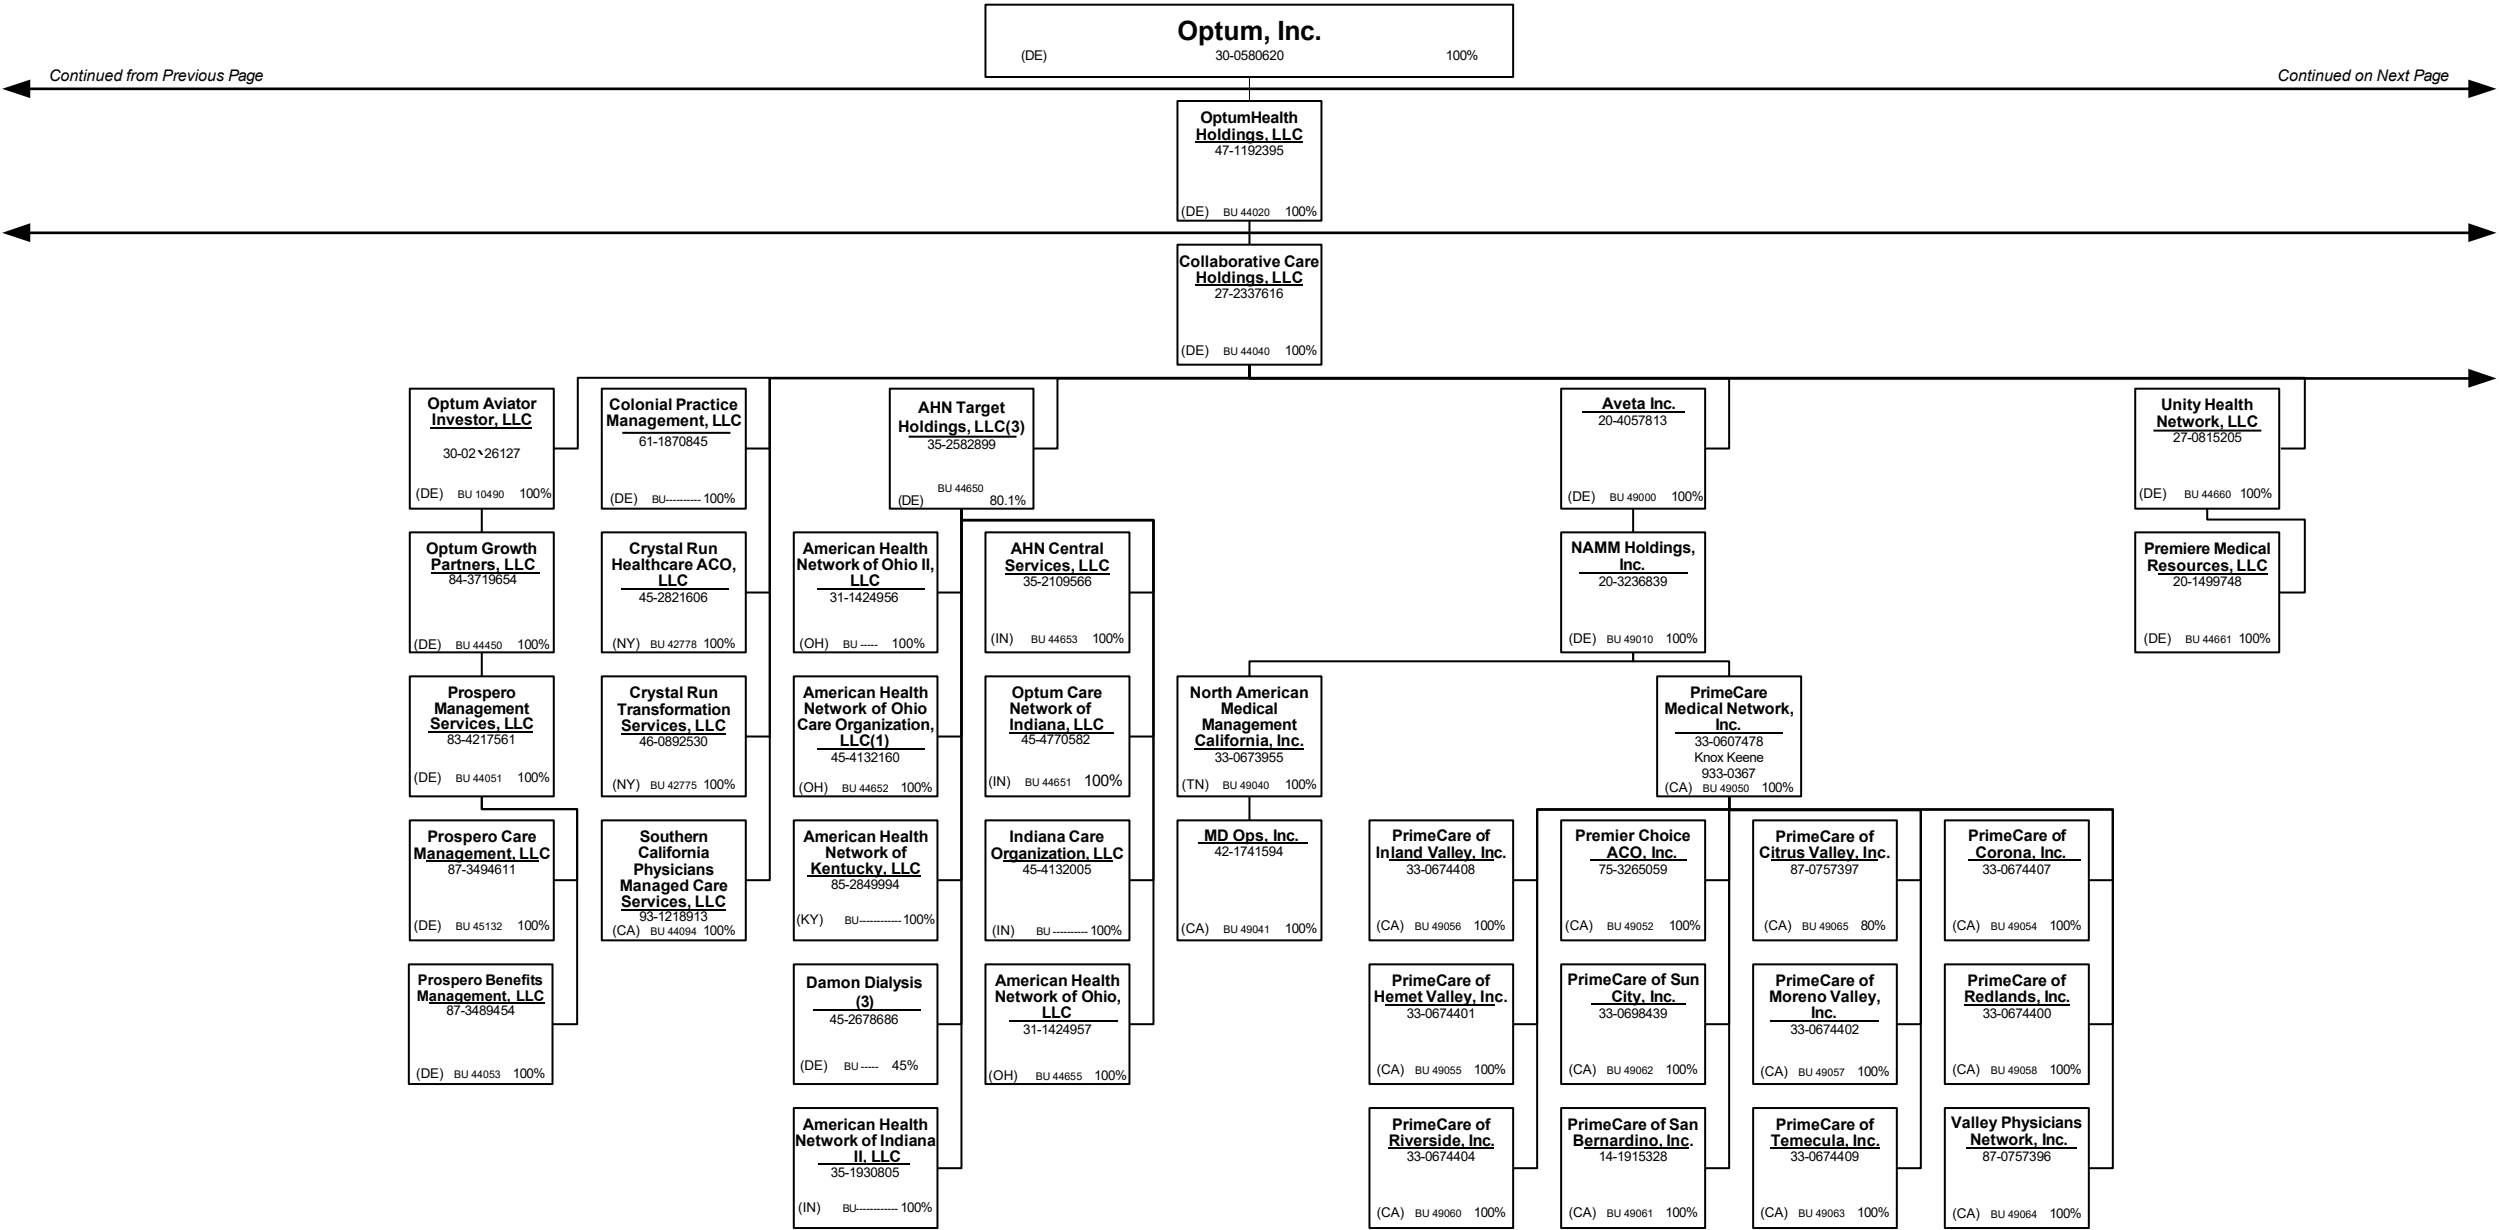 Optum, Inc.
(DE) 30-0580620 100%
Continued from Previous Page
Continued on Next Page
OptumHealth
Holdings, LLC
47-1192395
(DE) BU 44020 100%
Collaborative Care
Holdings, LLC
27-2337616
(DE) BU 44040 100%
Optum Aviator
Investor, LLC
30-02`26127
(DE) BU 10490 100%
Colonial Practice
Management, LLC
61-1870845
(DE) BU---------- 100%
AHN Target
Holdings, LLC(3)
35-2582899
BU 44650
(DE) 80.1%
Aveta Inc.
20-4057813
(DE) BU 49000 100%
Unity Health
Network, LLC
27-0815205
(DE) BU 44660 100%
Optum Growth
Partners, LLC
84-3719654
(DE) BU 44450 100%
Crystal Run
Healthcare ACO,
LLC
45-2821606
(NY) BU 42778 100%
American Health
Network of Ohio II,
LLC
31-1424956
(OH) BU ----- 100%
AHN Central
Services, LLC
35-2109566
(IN) BU 44653 100%
NAMM Holdings,
Inc.
20-3236839
(DE) BU 49010 100%
Premiere Medical
Resources, LLC
20-1499748
(DE) BU 44661 100%
Prospero
Management
Services, LLC
83-4217561
(DE) BU 44051 100%
Crystal Run
Transformation
Services, LLC
46-0892530
(NY) BU 42775 100%
American Health
Network of Ohio
Care Organization,
LLC(1)
45-4132160
(OH) BU 44652 100%
Optum Care
Network of
Indiana, LLC
45-4770582
(IN) BU 44651 100%
North American
Medical
Management
California, Inc.
33-0673955
(TN) BU 49040 100%
PrimeCare
Medical Network,
Inc.
33-0607478
Knox Keene
933-0367
(CA) BU 49050 100%
Prospero Care
Management, LLC
87-3494611
(DE) BU 45132 100%
Southern
California
Physicians
Managed Care
Services, LLC
93-1218913
(CA) BU 44094 100%
American Health
Network of
Kentucky, LLC
85-2849994
(KY) BU------------ 100%
Indiana Care
Organization, LLC
45-4132005
(IN) BU ---------- 100%
MD Ops, Inc.
42-1741594
(CA) BU 49041 100%
PrimeCare of
Inland Valley, Inc.
33-0674408
(CA) BU 49056 100%
Premier Choice
ACO, Inc.
75-3265059
(CA) BU 49052 100%
PrimeCare of
Citrus Valley, Inc.
87-0757397
(CA) BU 49065 80%
PrimeCare of
Corona, Inc.
33-0674407
(CA) BU 49054 100%
Prospero Benefits
Management, LLC
87-3489454
(DE) BU 44053 100%
Damon Dialysis
(3)
45-2678686
(DE) BU ----- 45%
American Health
Network of Ohio,
LLC
31-1424957
(OH) BU 44655 100%
PrimeCare of
Hemet Valley, Inc.
33-0674401
(CA) BU 49055 100%
PrimeCare of Sun
City, Inc.
33-0698439
(CA) BU 49062 100%
PrimeCare of
Moreno Valley,
Inc.
33-0674402
(CA) BU 49057 100%
PrimeCare of
Redlands, Inc.
33-0674400
(CA) BU 49058 100%
American Health
Network of Indiana
II, LLC
35-1930805
(IN) BU------------ 100%
PrimeCare of
Riverside, Inc.
33-0674404
(CA) BU 49060 100%
PrimeCare of San
Bernardino, Inc.
14-1915328
(CA) BU 49061 100%
PrimeCare of
Temecula, Inc.
33-0674409
(CA) BU 49063 100%
Valley Physicians
Network, Inc.
87-0757396
(CA) BU 49064 100%